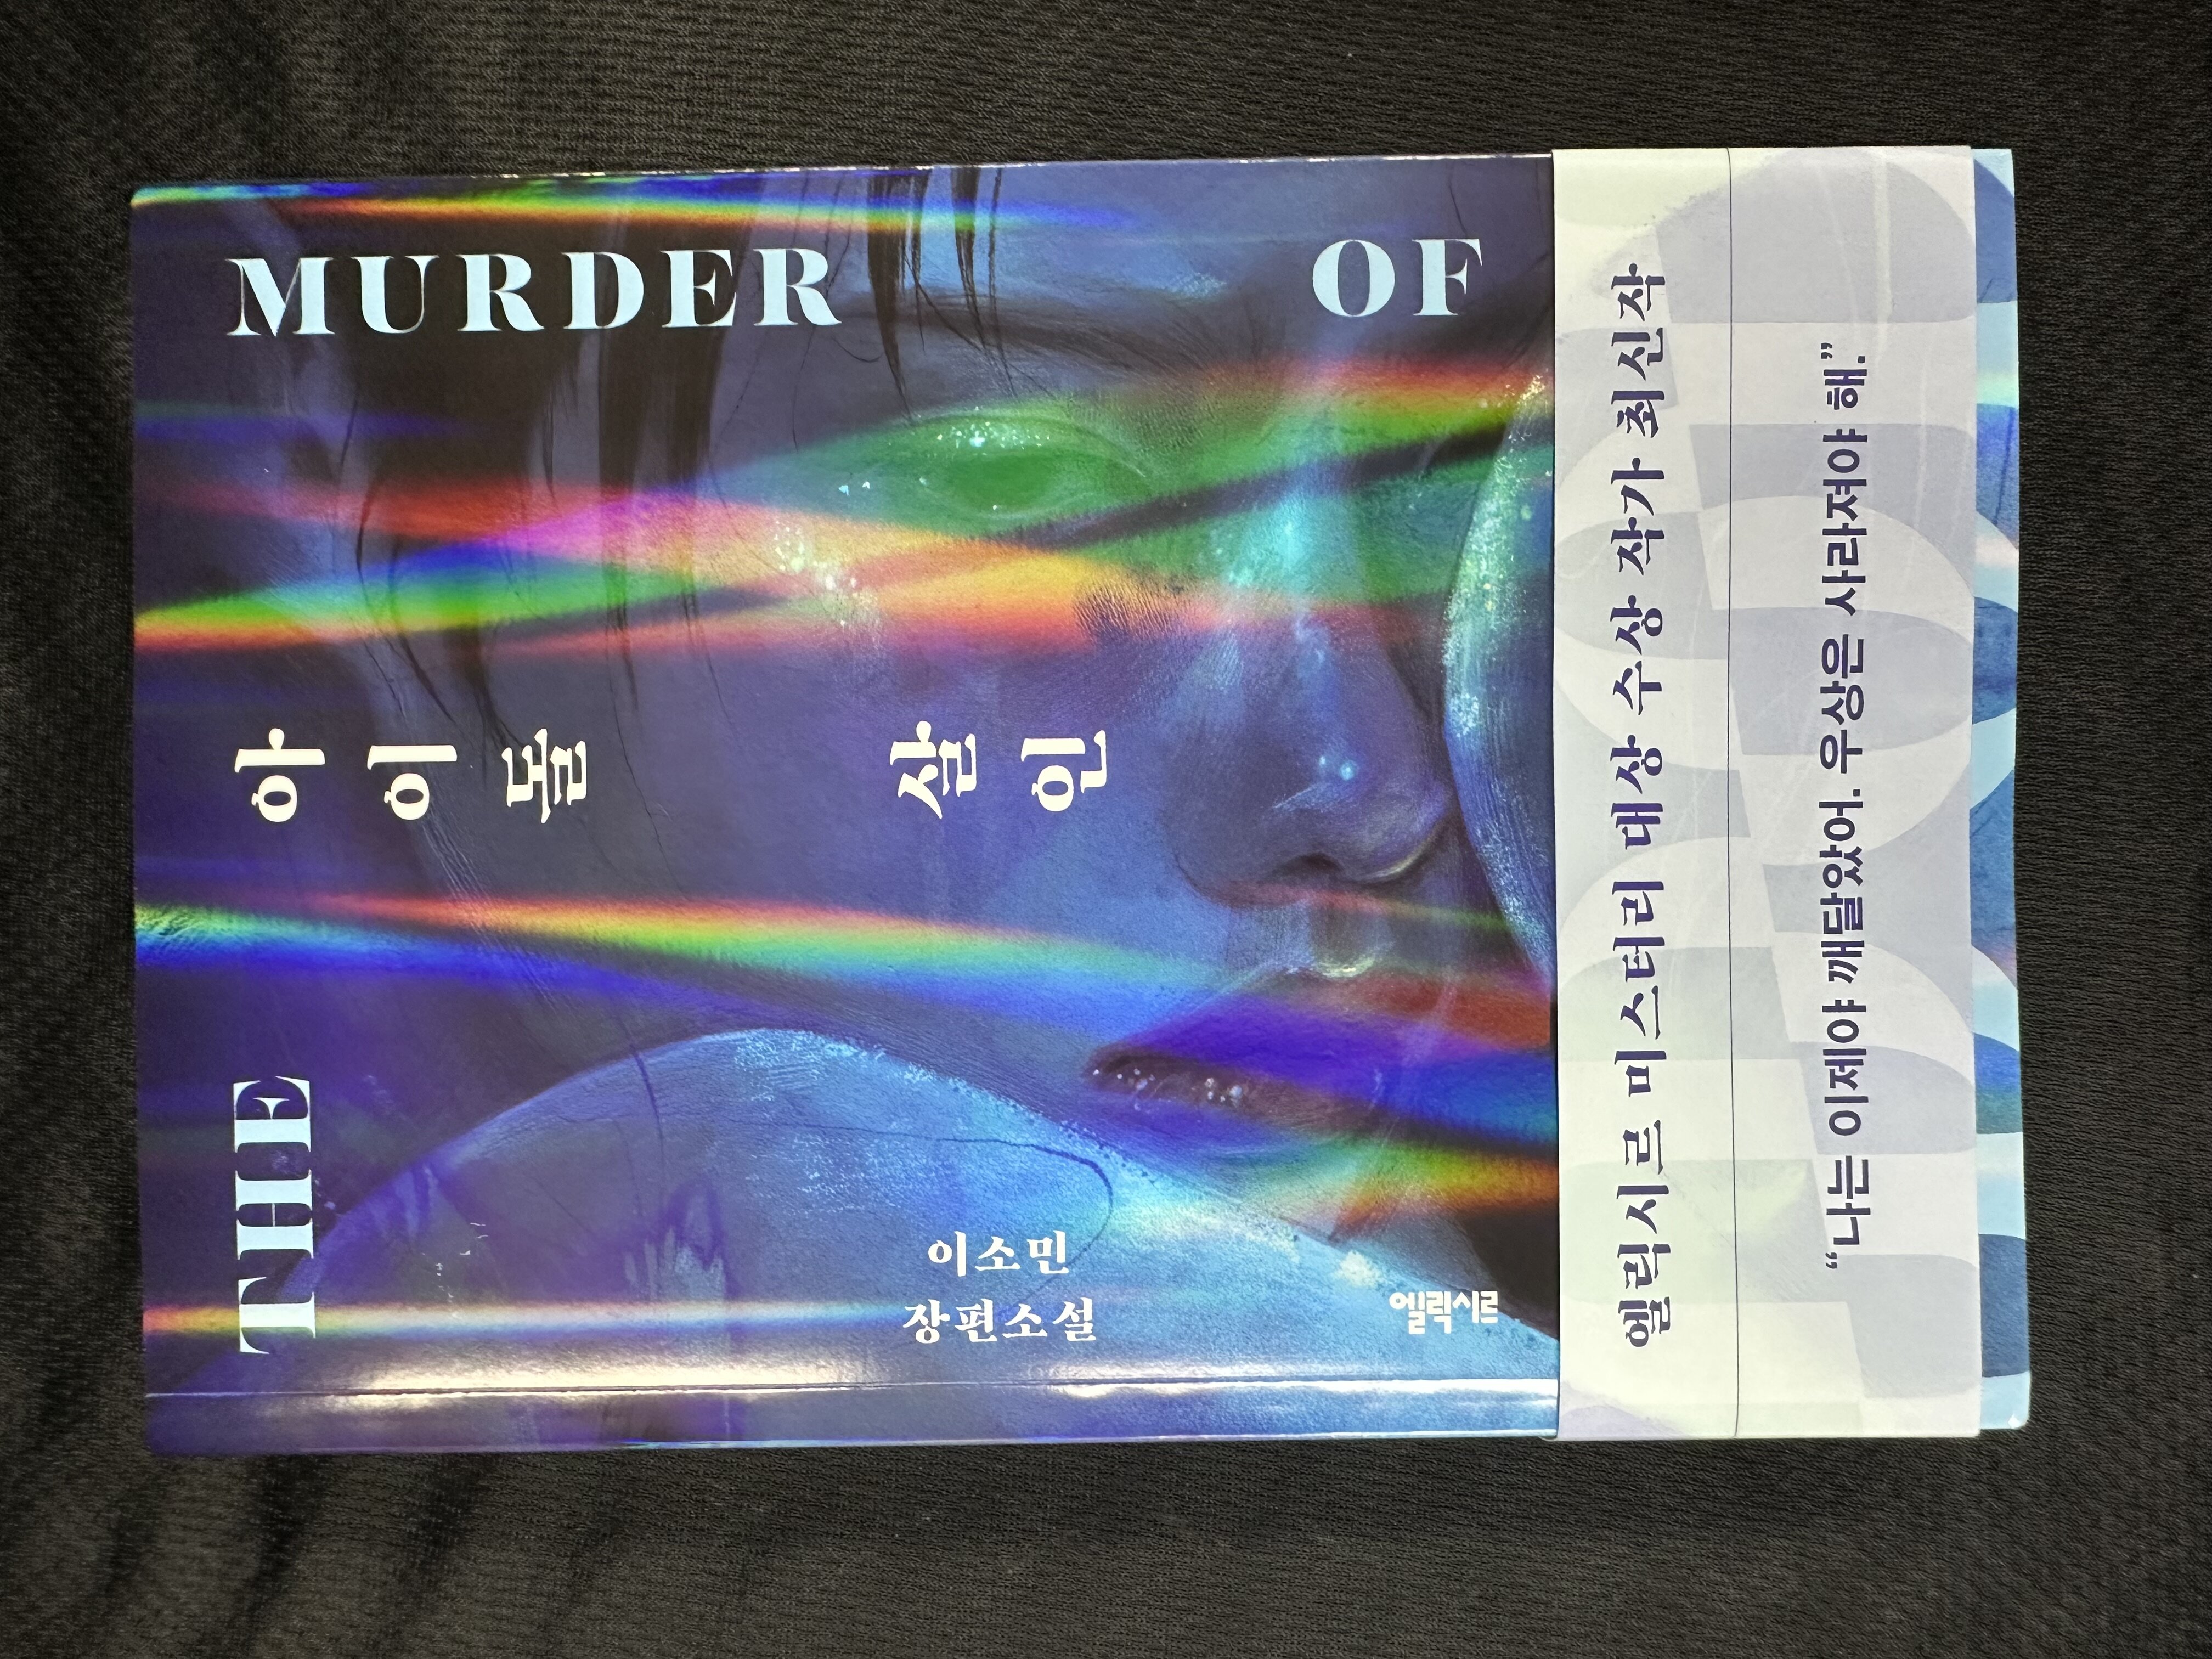 THE
MURDER
OF
아이돌
살인
이소민
장편소설
엘릭시르
엘릭시르 미스터리 대상 수상 작가 최신작
“나는 이제야 깨달았어. 우상은 사라져야 해.”